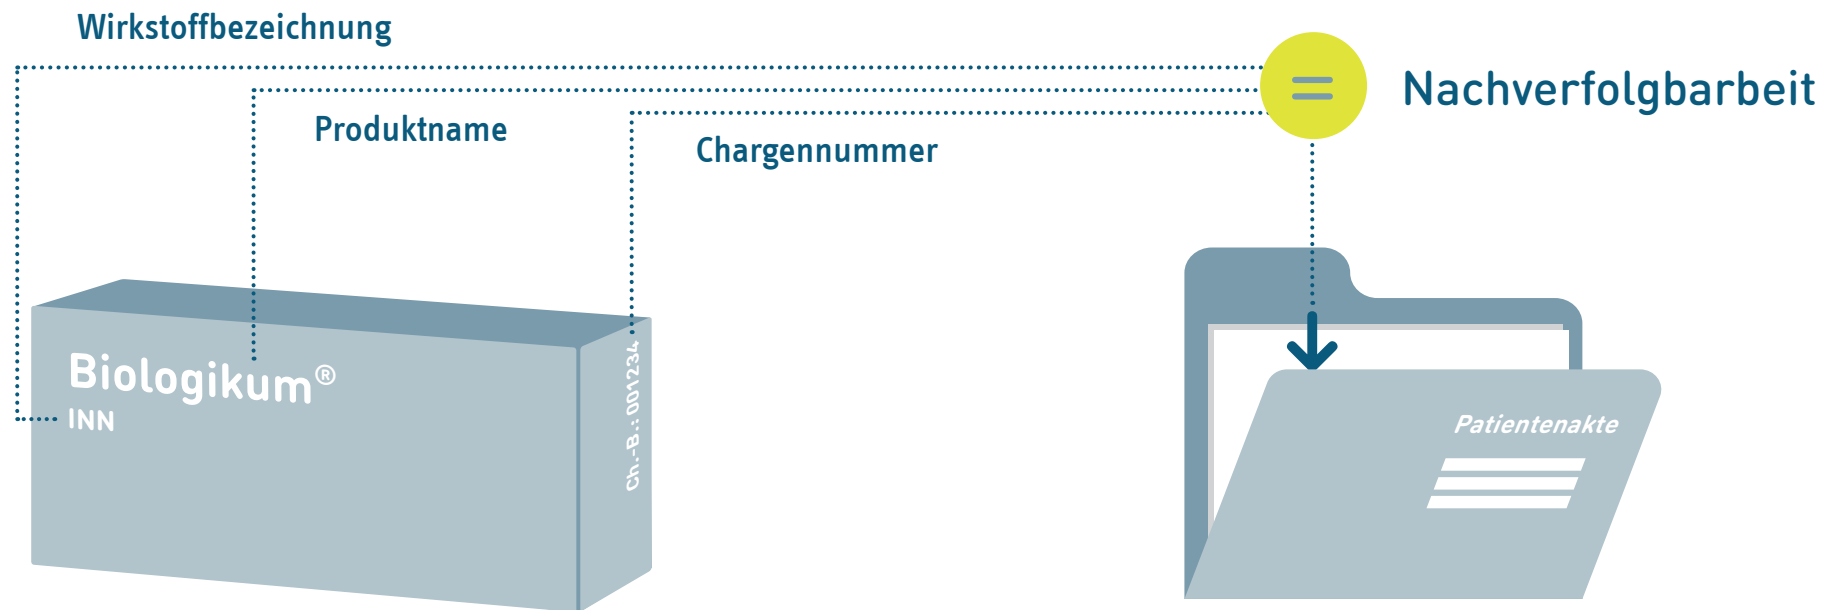 Wirkstoffbezeichnung
Produktname
Chargennummer
Nachverfolgbarbeit
Biologikum®
INN
Ch.-B.: 001234
Patientenakte